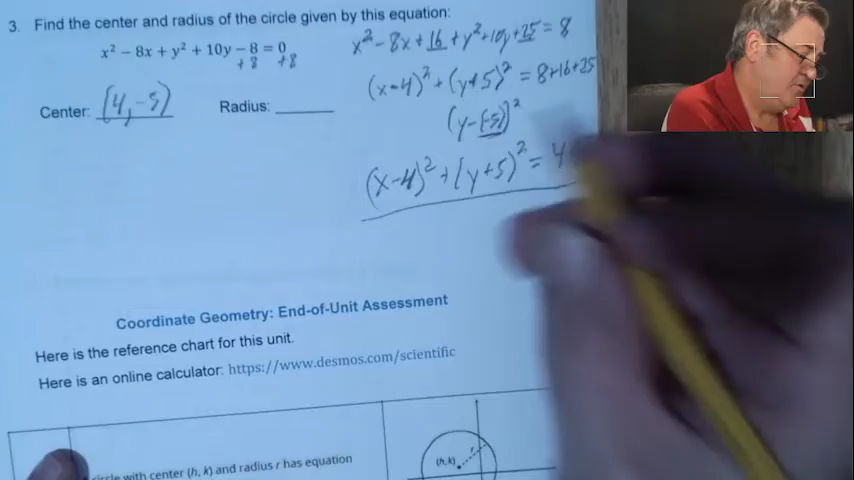 3. Find the center and radius of the circle given by this equation:
x² − 8x + y² + 10y − 8 = 0
+8 +8
Center: (4, -5) Radius:
x² - 8x + 16 + y² + 10y + 25 = 8
(x-4)² + (y+5)² = 8+16+25
(y-(-5))²
(x-4)² + (y+5)² = 4
Coordinate Geometry: End-of-Unit Assessment
Here is the reference chart for this unit.
Here is an online calculator: https://www.desmos.com/scientific
circle with center (h, k) and radius r has equation
(h, k)
r